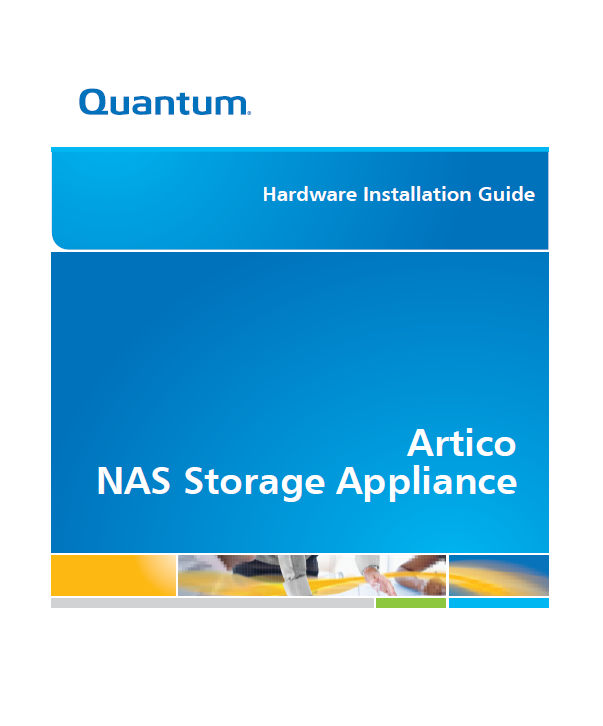 Quantum®
Hardware Installation Guide
Artico
NAS Storage Appliance